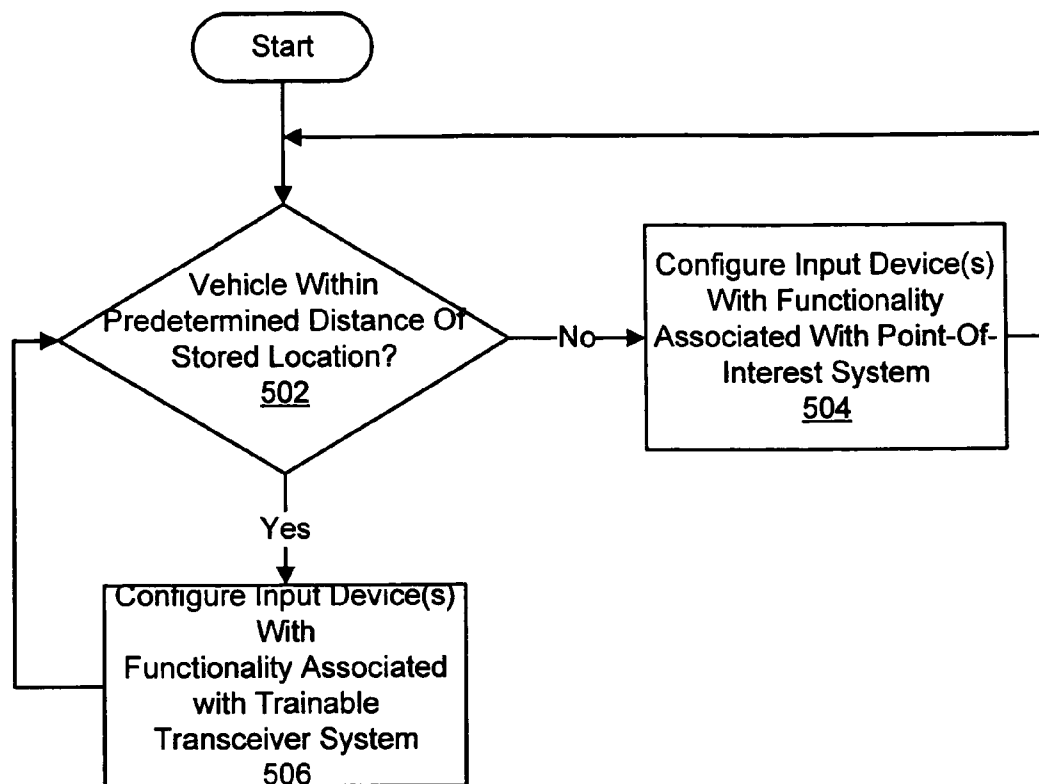 Start
Vehicle Within
Predetermined Distance Of
Stored Location?
502
No
Configure Input Device(s)
With Functionality
Associated With Point-Of-
Interest System
504
Yes
Configure Input Device(s)
With
Functionality Associated
with Trainable
Transceiver System
506